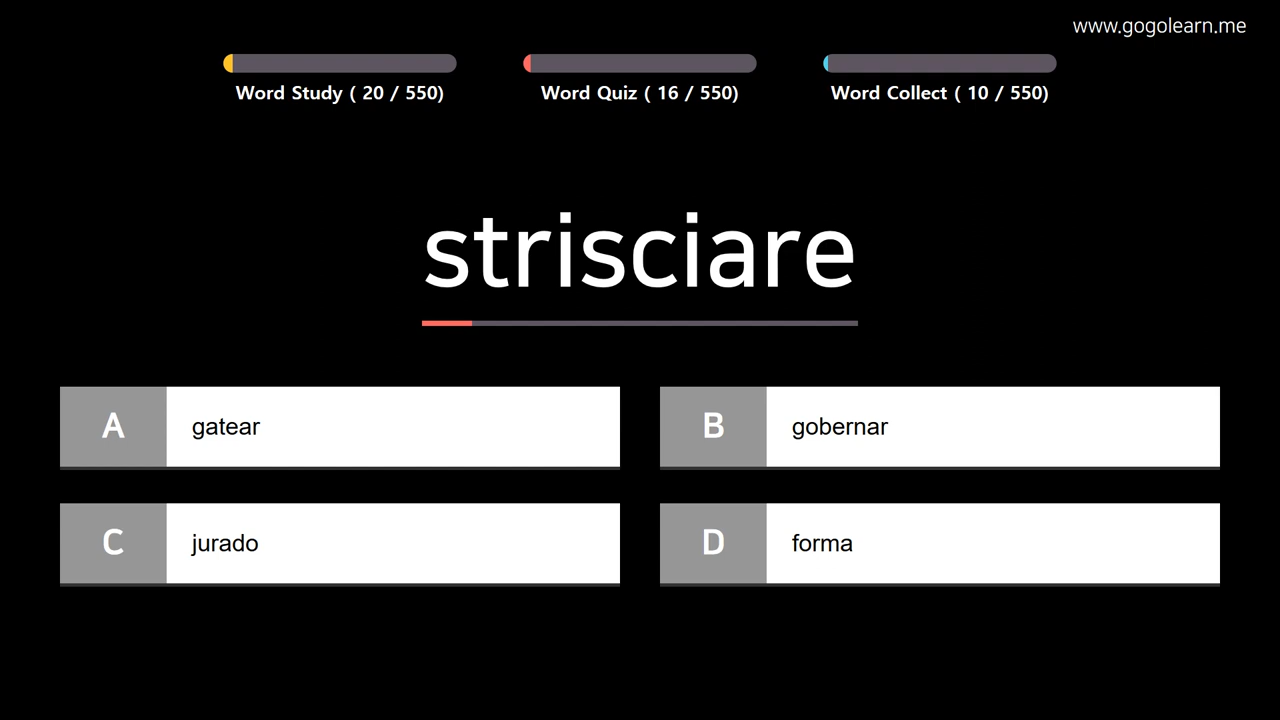 www.gogolearn.me
Word Study ( 20 / 550)
Word Quiz ( 16 / 550)
Word Collect ( 10 / 550)
strisciare
A gatear
B gobernar
C jurado
D forma